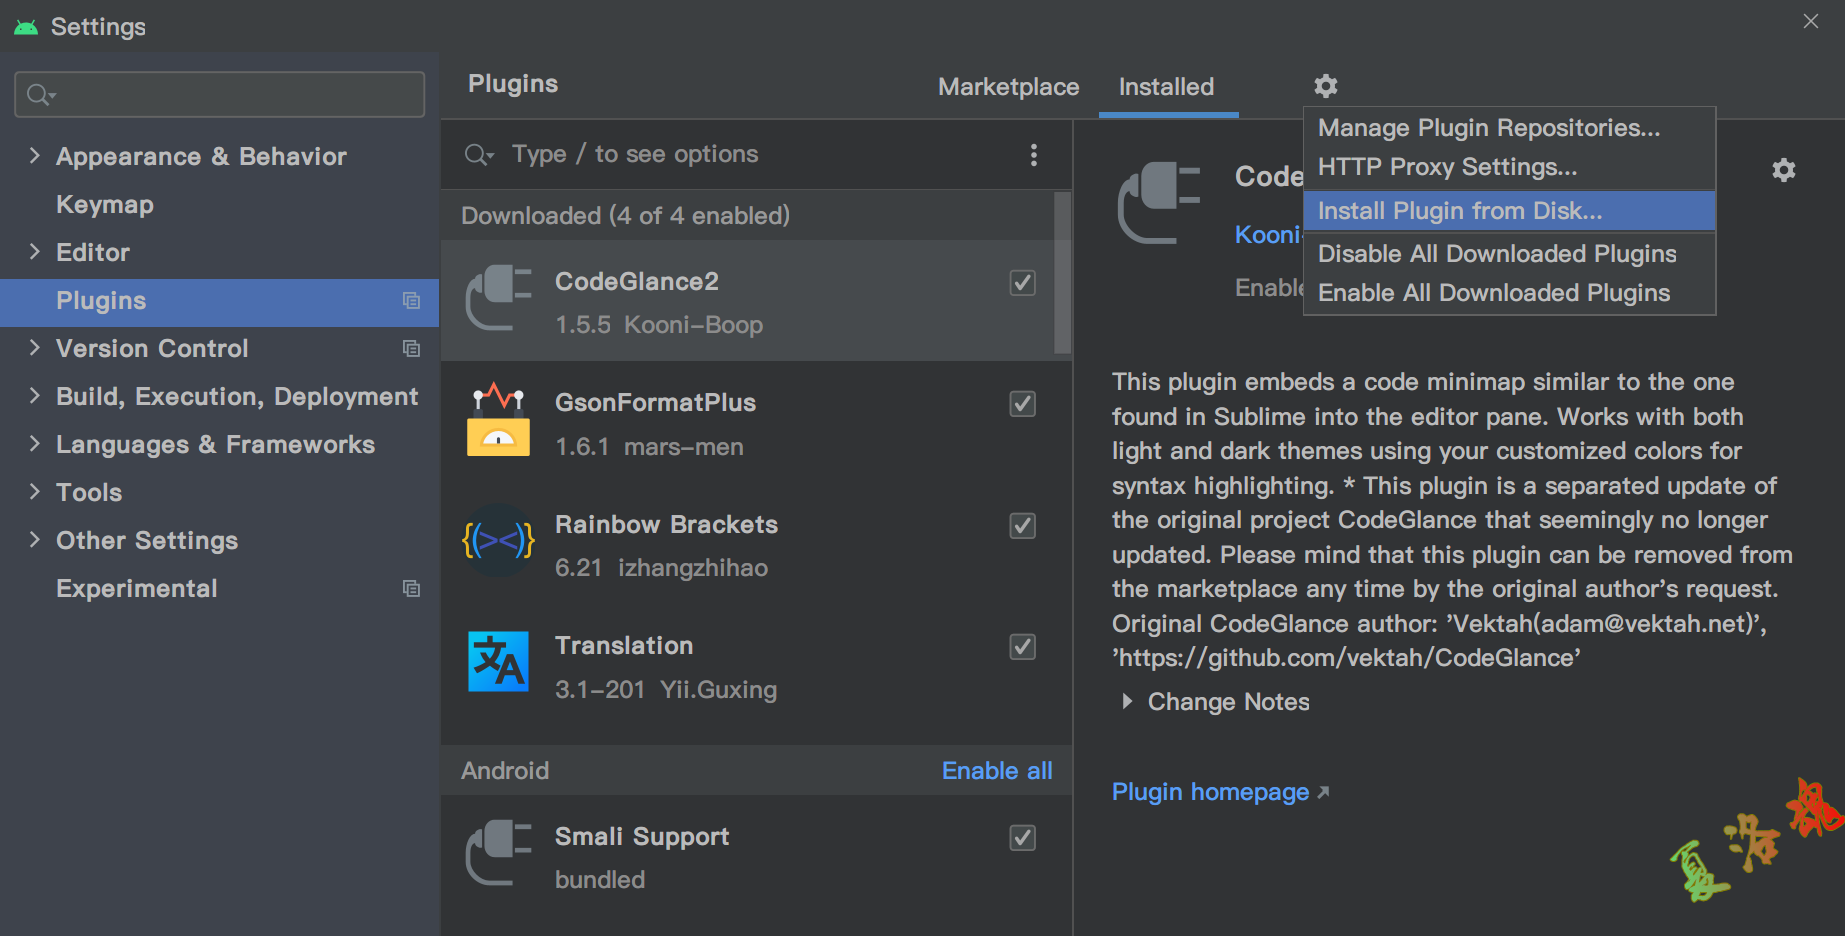 Settings
Appearance & Behavior
Keymap
Editor
Plugins
Version Control
Build, Execution, Deployment
Languages & Frameworks
Tools
Other Settings
Experimental
Plugins
Marketplace
Installed
Type / to see options
Downloaded (4 of 4 enabled)
CodeGlance2
1.5.5 Kooni-Boop
GsonFormatPlus
1.6.1 mars-men
Rainbow Brackets
6.21 izhangzhihao
Translation
3.1-201 Yii.Guxing
Android
Enable all
Smali Support
bundled
Manage Plugin Repositories...
HTTP Proxy Settings...
Install Plugin from Disk...
Disable All Downloaded Plugins
Enable All Downloaded Plugins
Code
Kooni-
Enable
This plugin embeds a code minimap similar to the one
found in Sublime into the editor pane. Works with both
light and dark themes using your customized colors for
syntax highlighting. * This plugin is a separated update of
the original project CodeGlance that seemingly no longer
updated. Please mind that this plugin can be removed from
the marketplace any time by the original author's request.
Original CodeGlance author: 'Vektah(adam@vektah.net)',
'https://github.com/vektah/CodeGlance'
Change Notes
Plugin homepage